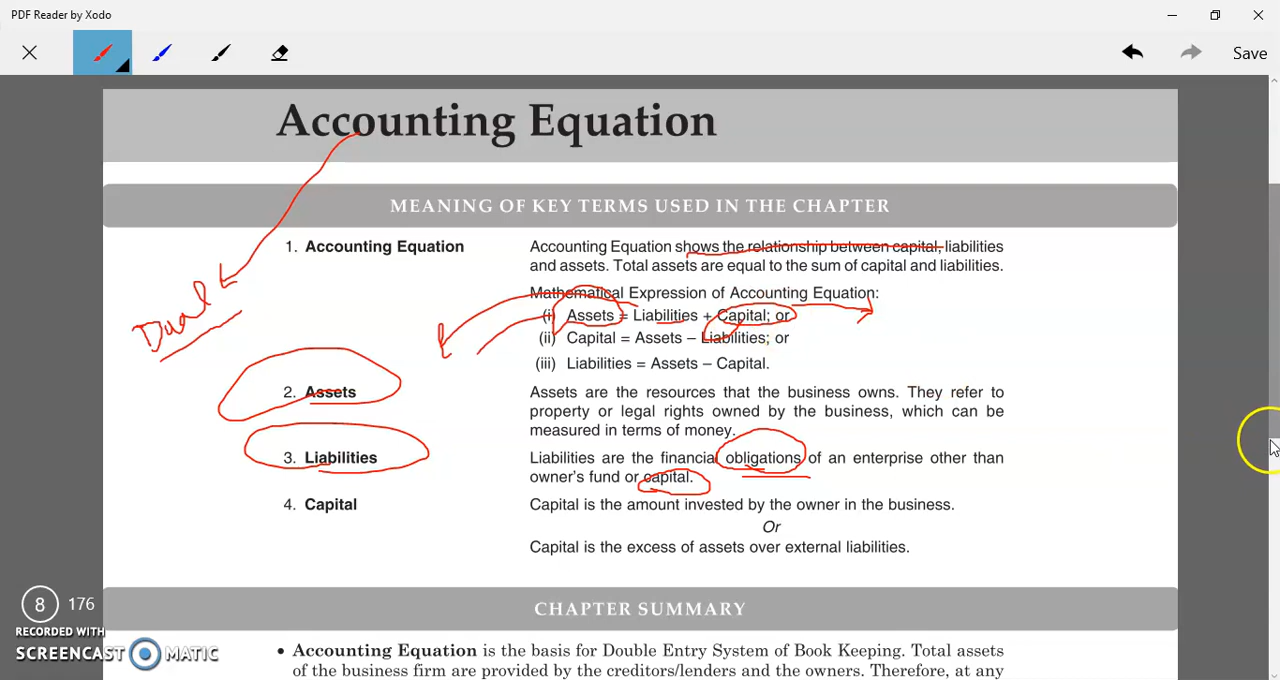 PDF Reader by Xodo
Save
Accounting Equation
MEANING OF KEY TERMS USED IN THE CHAPTER
1. Accounting Equation
Accounting Equation shows the relationship between capital, liabilities
and assets. Total assets are equal to the sum of capital and liabilities.
Mathematical Expression of Accounting Equation:
(i) Assets = Liabilities + Capital; or
(ii) Capital = Assets – Liabilities; or
(iii) Liabilities = Assets – Capital.
Dual
2. Assets
Assets are the resources that the business owns. They refer to
property or legal rights owned by the business, which can be
measured in terms of money.
3. Liabilities
Liabilities are the financial obligations of an enterprise other than
owner's fund or capital.
4. Capital
Capital is the amount invested by the owner in the business.
Or
Capital is the excess of assets over external liabilities.
8 176
CHAPTER SUMMARY
RECORDED WITH
SCREENCAST MATIC
• Accounting Equation is the basis for Double Entry System of Book Keeping. Total assets
of the business firm are provided by the creditors/lenders and the owners. Therefore, at any